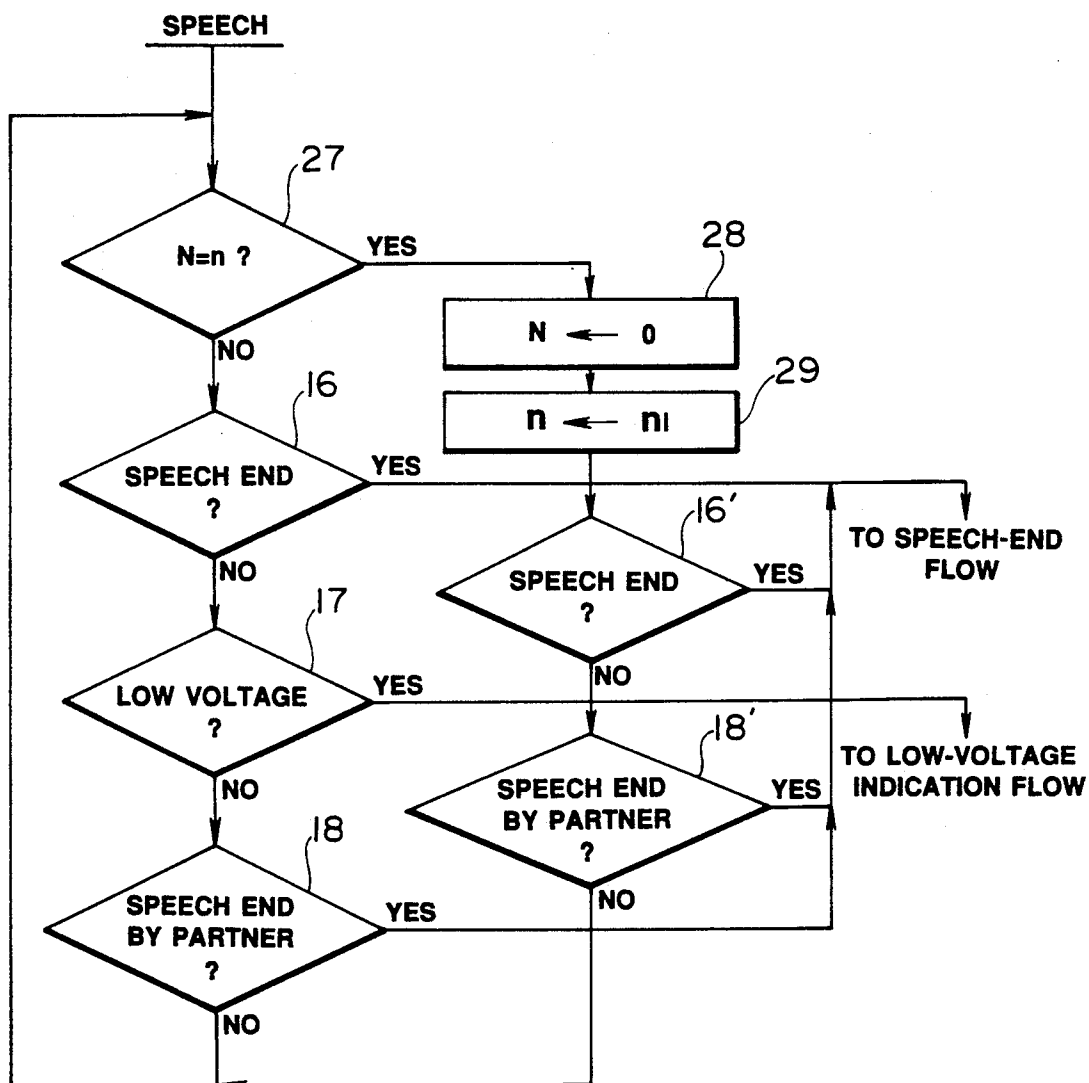 SPEECH
27
N=n ?
YES
NO
28
N ← 0
29
n ← n1
16
SPEECH END
?
YES
NO
16′
SPEECH END
?
YES
NO
TO SPEECH-END
FLOW
17
LOW VOLTAGE
?
YES
NO
18′
SPEECH END
BY PARTNER
?
YES
NO
TO LOW-VOLTAGE
INDICATION FLOW
18
SPEECH END
BY PARTNER
?
YES
NO